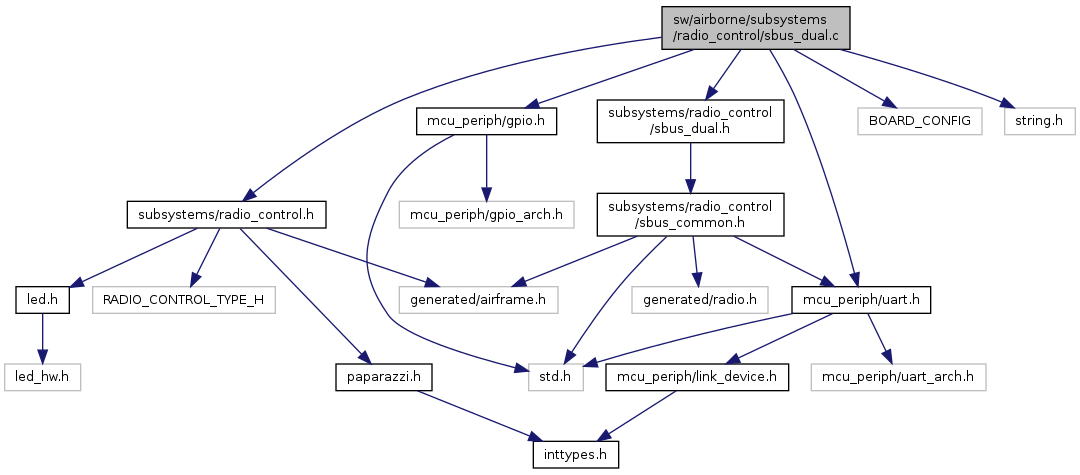 sw/airborne/subsystems
/radio_control/sbus_dual.c
mcu_periph/gpio.h
subsystems/radio_control
/sbus_dual.h
BOARD_CONFIG
string.h
subsystems/radio_control.h
mcu_periph/gpio_arch.h
subsystems/radio_control
/sbus_common.h
led.h
RADIO_CONTROL_TYPE_H
generated/airframe.h
generated/radio.h
mcu_periph/uart.h
led_hw.h
paparazzi.h
std.h
mcu_periph/link_device.h
mcu_periph/uart_arch.h
inttypes.h